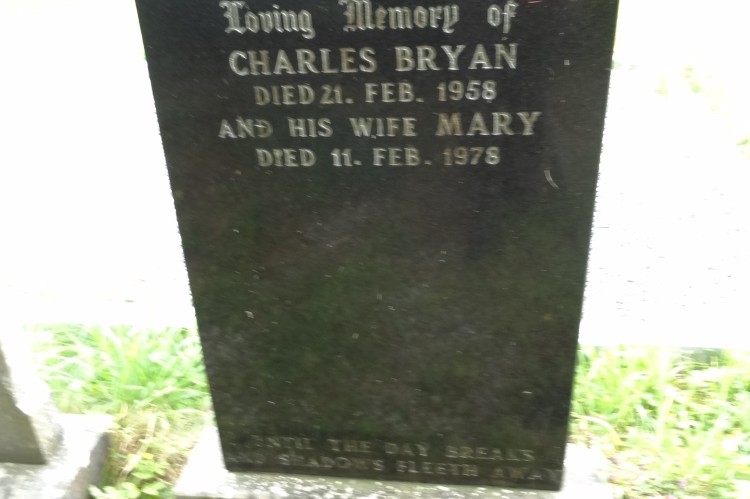 Loving Memory of
CHARLES BRYAN
DIED 21. FEB. 1958
AND HIS WIFE MARY
DIED 11. FEB. 1978
UNTIL THE DAY BREAKS
AND SHADOWS FLEETH AWAY